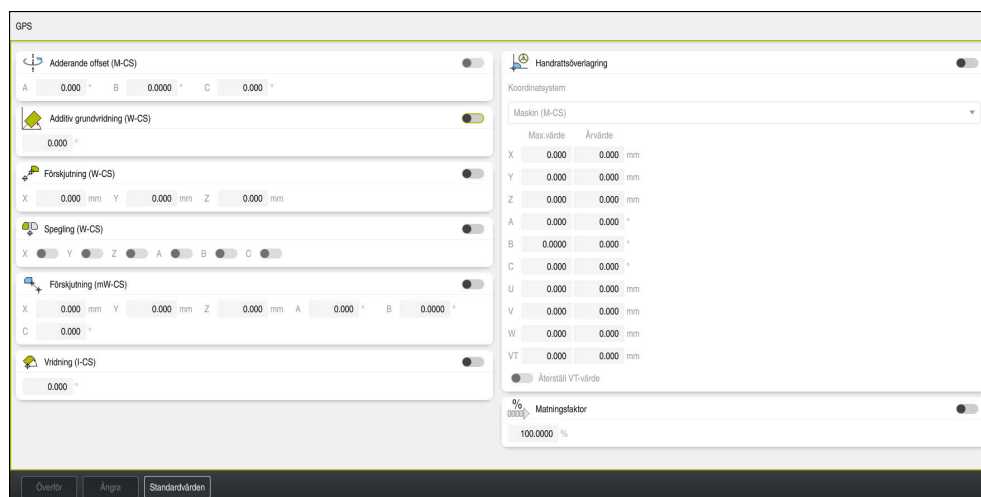 GPS
Adderande offset (M-CS)
A 0.000 ° B 0.0000 ° C 0.000 °
Additiv grundvridning (W-CS)
0.000 °
Förskjutning (W-CS)
X 0.000 mm Y 0.000 mm Z 0.000 mm
Spegling (W-CS)
X Y Z A B C
Förskjutning (mW-CS)
X 0.000 mm Y 0.000 mm Z 0.000 mm A 0.000 ° B 0.0000 °
C 0.000 °
Vridning (I-CS)
0.000 °
Handrattsöverlagring
Koordinatsystem
Maskin (M-CS)
Max.värde Ärvärde
X 0.000 0.000 mm
Y 0.000 0.000 mm
Z 0.000 0.000 mm
A 0.000 0.000 °
B 0.0000 0.000 °
C 0.000 0.000 °
U 0.000 0.000 mm
V 0.000 0.000 mm
W 0.000 0.000 mm
VT 0.000 0.000 mm
Återställ VT-värde
% Matningsfaktor
100.0000 %
Överför Ångra Standardvärden